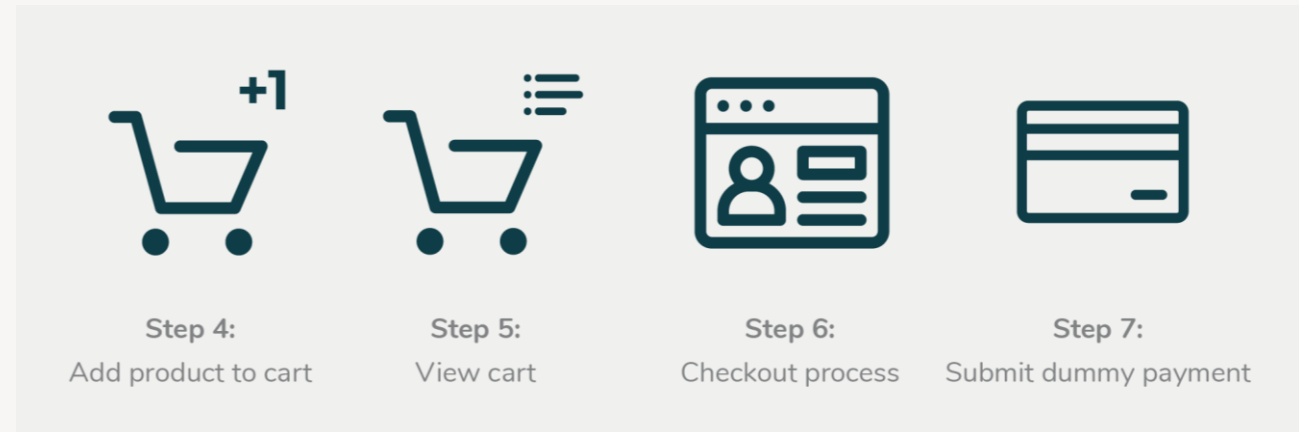 +1
Step 4:
Add product to cart
Step 5:
View cart
Step 6:
Checkout process
Step 7:
Submit dummy payment